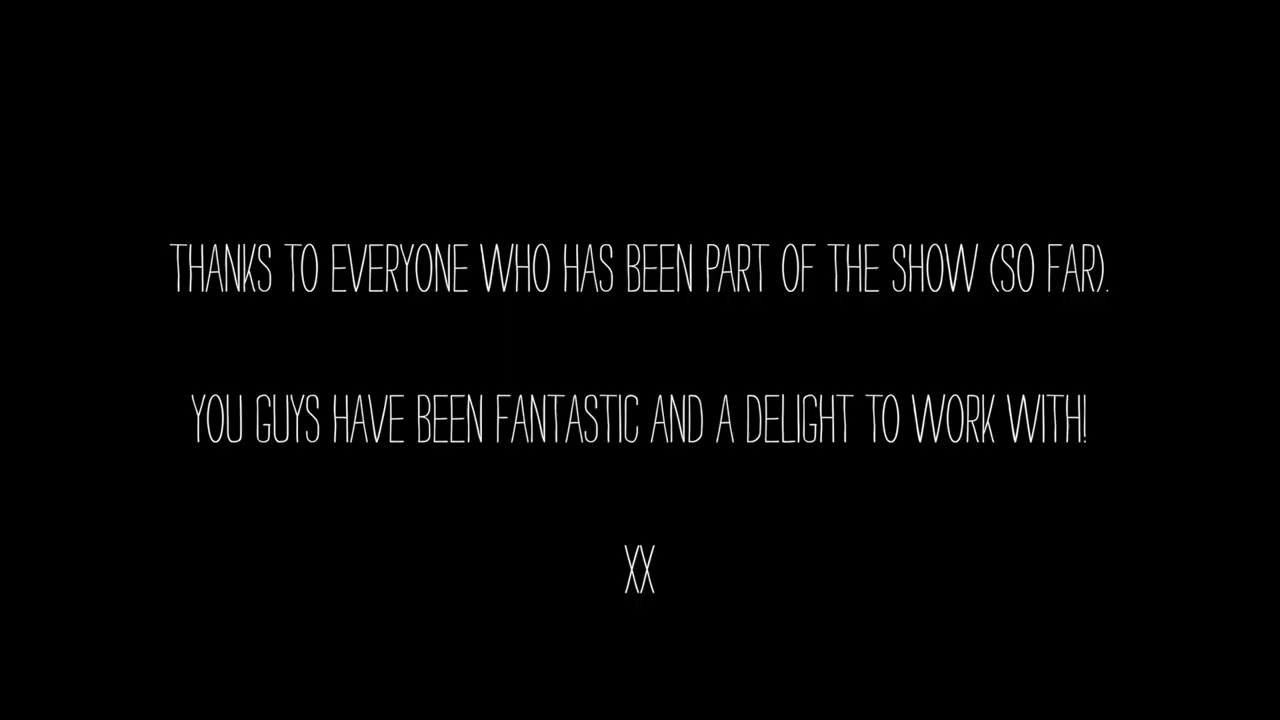 THANKS TO EVERYONE WHO HAS BEEN PART OF THE SHOW (SO FAR).
YOU GUYS HAVE BEEN FANTASTIC AND A DELIGHT TO WORK WITH!
XX